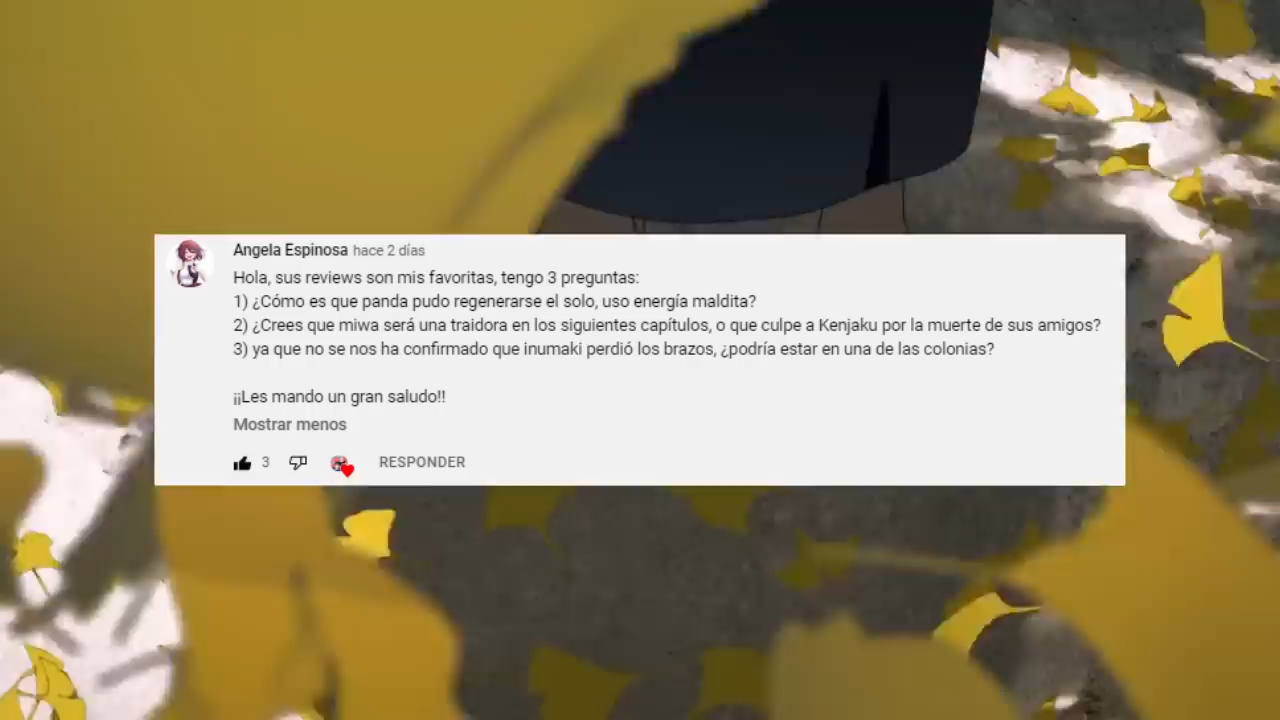 Angela Espinosa hace 2 días
Hola, sus reviews son mis favoritas, tengo 3 preguntas:
1) ¿Cómo es que panda pudo regenerarse el solo, uso energía maldita?
2) ¿Crees que miwa será una traidora en los siguientes capítulos, o que culpe a Kenjaku por la muerte de sus amigos?
3) ya que no se nos ha confirmado que inumaki perdió los brazos, ¿podría estar en una de las colonias?
¡¡Les mando un gran saludo!!
Mostrar menos
3 RESPONDER